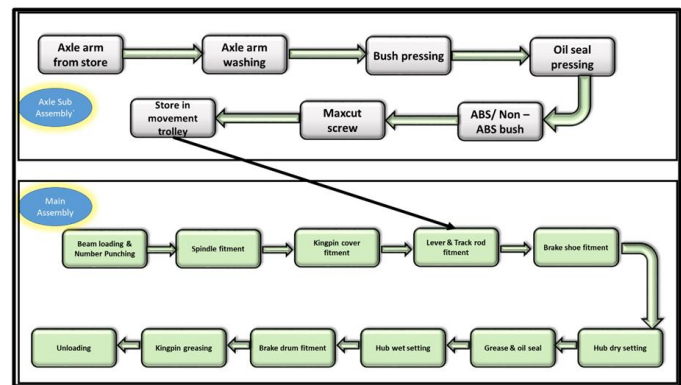 Axle arm
from store
Axle arm
washing
Bush pressing
Oil seal
pressing
Axle Sub
Assembly`
Store in
movement
trolley
Maxcut
screw
ABS/ Non –
ABS bush
Main
Assembly
Beam loading &
Number Punching
Spindle fitment
Kingpin cover
fitment
Lever & Track rod
fitment
Brake shoe fitment
Unloading
Kingpin greasing
Brake drum fitment
Hub wet setting
Grease & oil seal
Hub dry setting